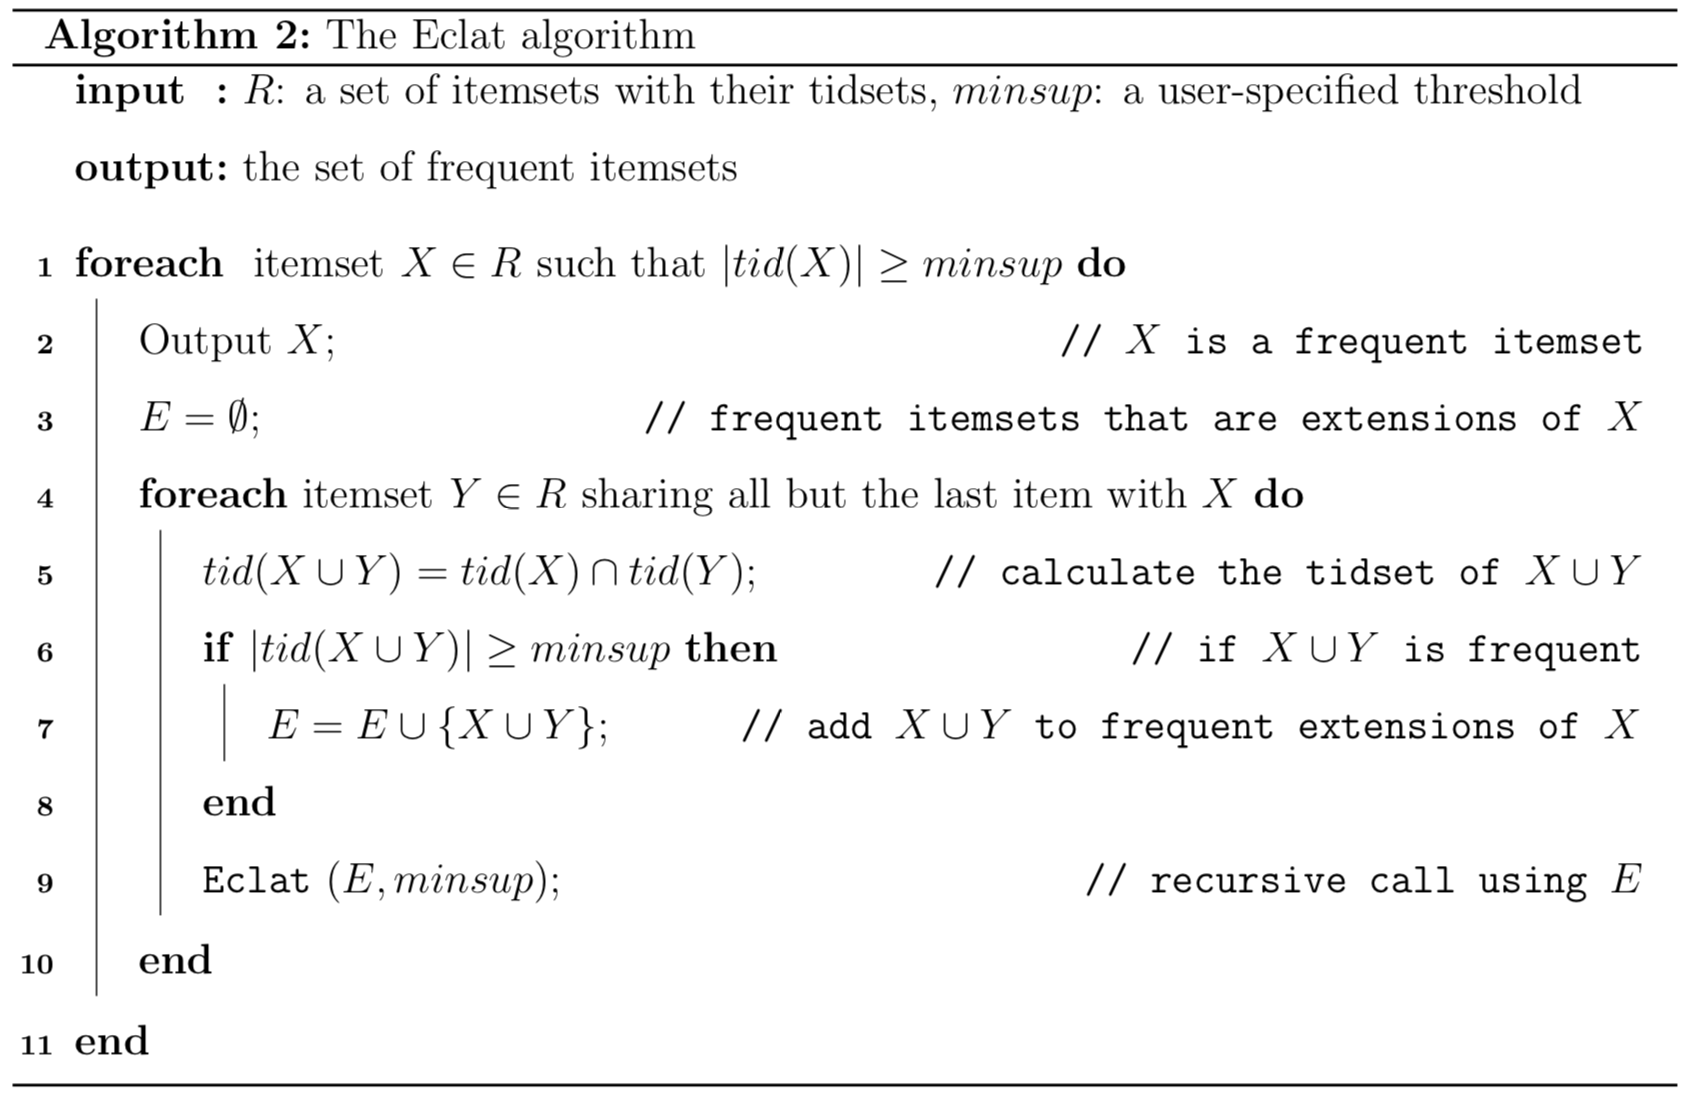 Algorithm 2: The Eclat algorithm
input : R: a set of itemsets with their tidsets, minsup: a user-specified threshold
output: the set of frequent itemsets
1 foreach itemset X ∈ R such that |tid(X)| ≥ minsup do
2 Output X; // X is a frequent itemset
3 E = ∅; // frequent itemsets that are extensions of X
4 foreach itemset Y ∈ R sharing all but the last item with X do
5 tid(X ∪ Y) = tid(X) ∩ tid(Y); // calculate the tidset of X ∪ Y
6 if |tid(X ∪ Y)| ≥ minsup then // if X ∪ Y is frequent
7 E = E ∪ {X ∪ Y}; // add X ∪ Y to frequent extensions of X
8 end
9 Eclat (E, minsup); // recursive call using E
10 end
11 end